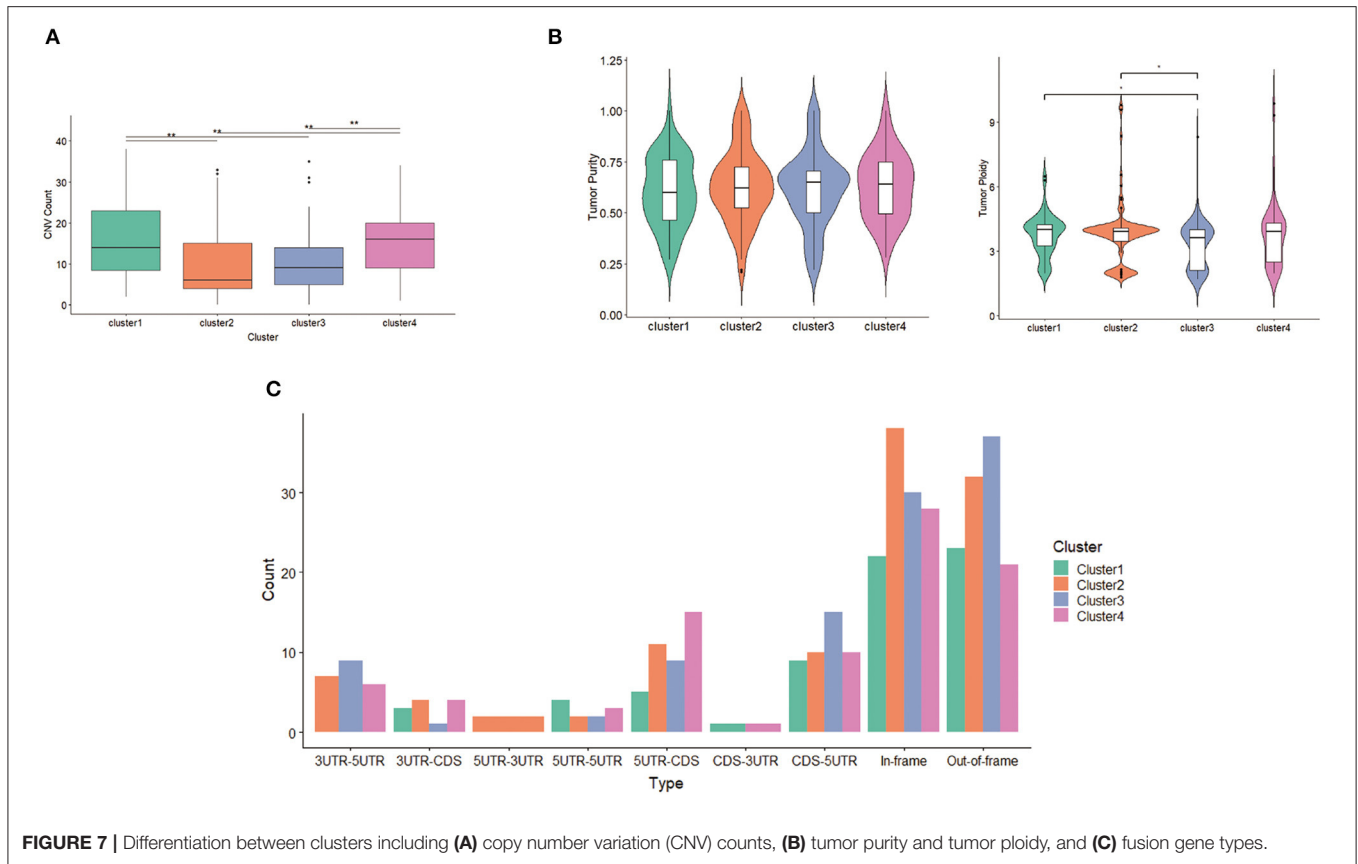 A
CNV Count
40
30
20
10
0
** ** ** **
cluster1 cluster2 cluster3 cluster4
Cluster
B
Tumor Purity
1.25
1.00
0.75
0.50
0.25
0.00
cluster1 cluster2 cluster3 cluster4
Tumor Ploidy
9
6
3
0
*
*
cluster1 cluster2 cluster3 cluster4
C
Count
30
20
10
0
3UTR-5UTR 3UTR-CDS 5UTR-3UTR 5UTR-5UTR 5UTR-CDS CDS-3UTR CDS-5UTR In-frame Out-of-frame
Type
Cluster
Cluster1
Cluster2
Cluster3
Cluster4
FIGURE 7 | Differentiation between clusters including (A) copy number variation (CNV) counts, (B) tumor purity and tumor ploidy, and (C) fusion gene types.